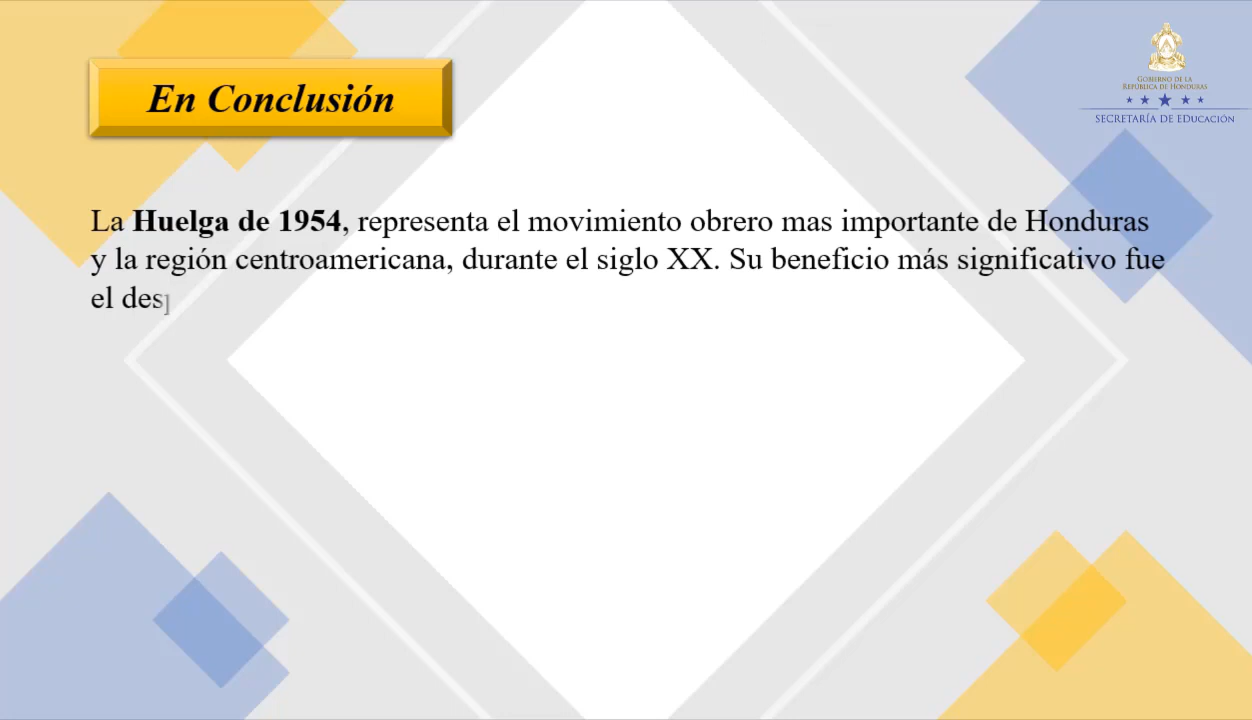 En Conclusión
GOBIERNO DE LA
REPÚBLICA DE HONDURAS
SECRETARÍA DE EDUCACIÓN
La Huelga de 1954, representa el movimiento obrero mas importante de Honduras
y la región centroamericana, durante el siglo XX. Su beneficio más significativo fue
el des